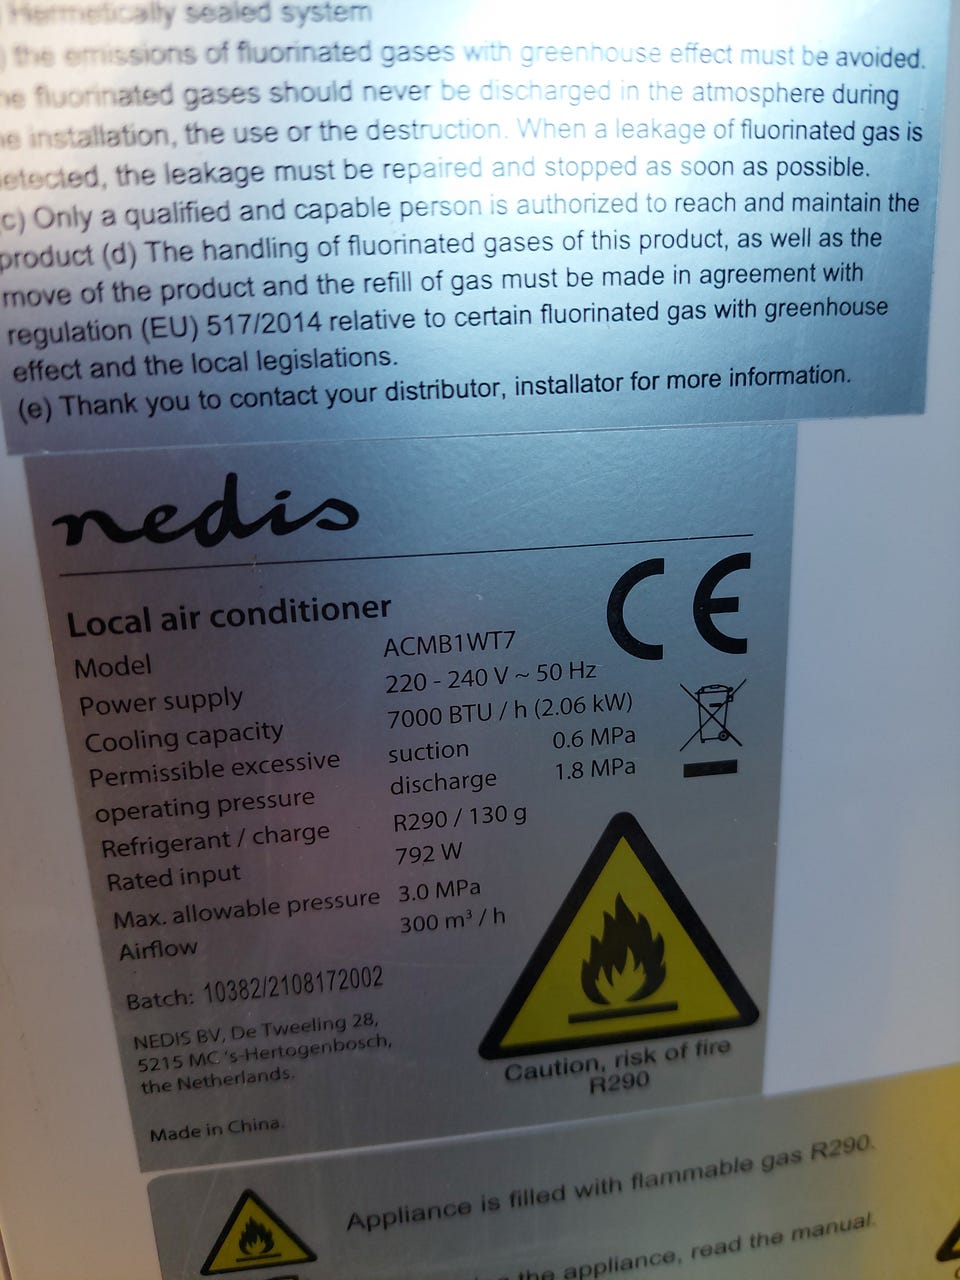 Hermetically sealed system
) the emissions of fluorinated gases with greenhouse effect must be avoided.
he fluorinated gases should never be discharged in the atmosphere during
he installation, the use or the destruction. When a leakage of fluorinated gas is
etected, the leakage must be repaired and stopped as soon as possible.
c) Only a qualified and capable person is authorized to reach and maintain the
product (d) The handling of fluorinated gases of this product, as well as the
move of the product and the refill of gas must be made in agreement with
regulation (EU) 517/2014 relative to certain fluorinated gas with greenhouse
effect and the local legislations.
(e) Thank you to contact your distributor, installator for more information.
nedis
CE
Local air conditioner
Model ACMB1WT7
Power supply 220 - 240 V ~ 50 Hz
Cooling capacity 7000 BTU / h (2.06 kW)
Permissible excessive suction 0.6 MPa
operating pressure discharge 1.8 MPa
Refrigerant / charge R290 / 130 g
Rated input 792 W
Max. allowable pressure 3.0 MPa
Airflow 300 m³ / h
Batch: 10382/2108172002
NEDIS BV, De Tweeling 28,
5215 MC 's-Hertogenbosch,
the Netherlands.
Made in China.
Caution, risk of fire
R290
Appliance is filled with flammable gas R290.
the appliance, read the manual.